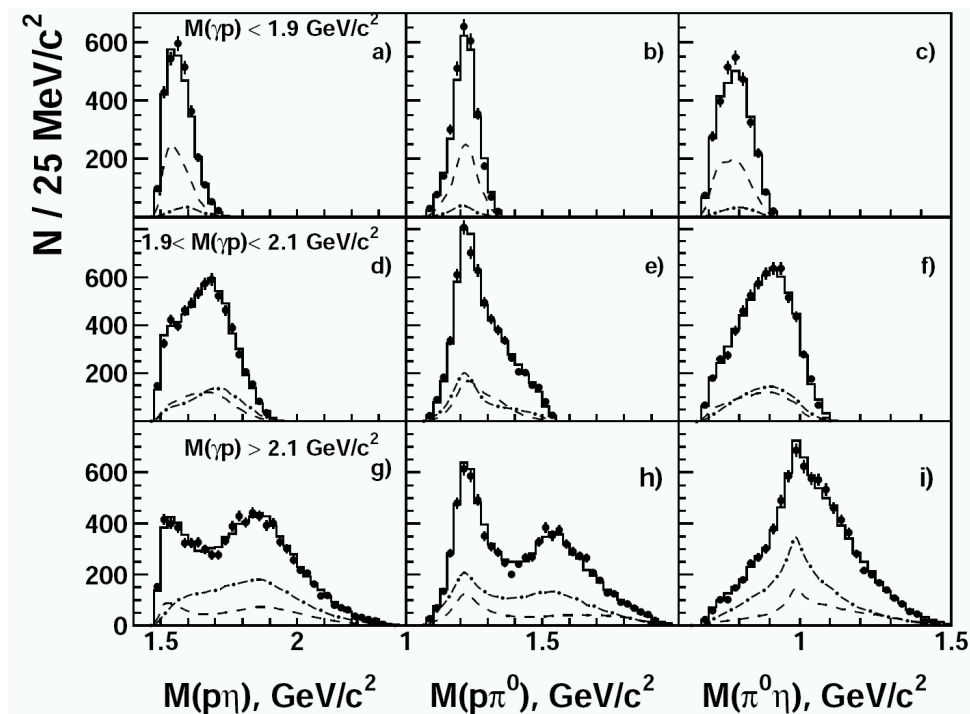 N / 25 MeV/c²
M(γp) < 1.9 GeV/c²
a)
b)
c)
600
400
200
1.9< M(γp)< 2.1 GeV/c²
d)
e)
f)
600
400
200
M(γp) > 2.1 GeV/c²
g)
h)
i)
600
400
200
0
1.5
2
1
1.5
1
1.5
M(pη), GeV/c²
M(pπ⁰), GeV/c²
M(π⁰η), GeV/c²